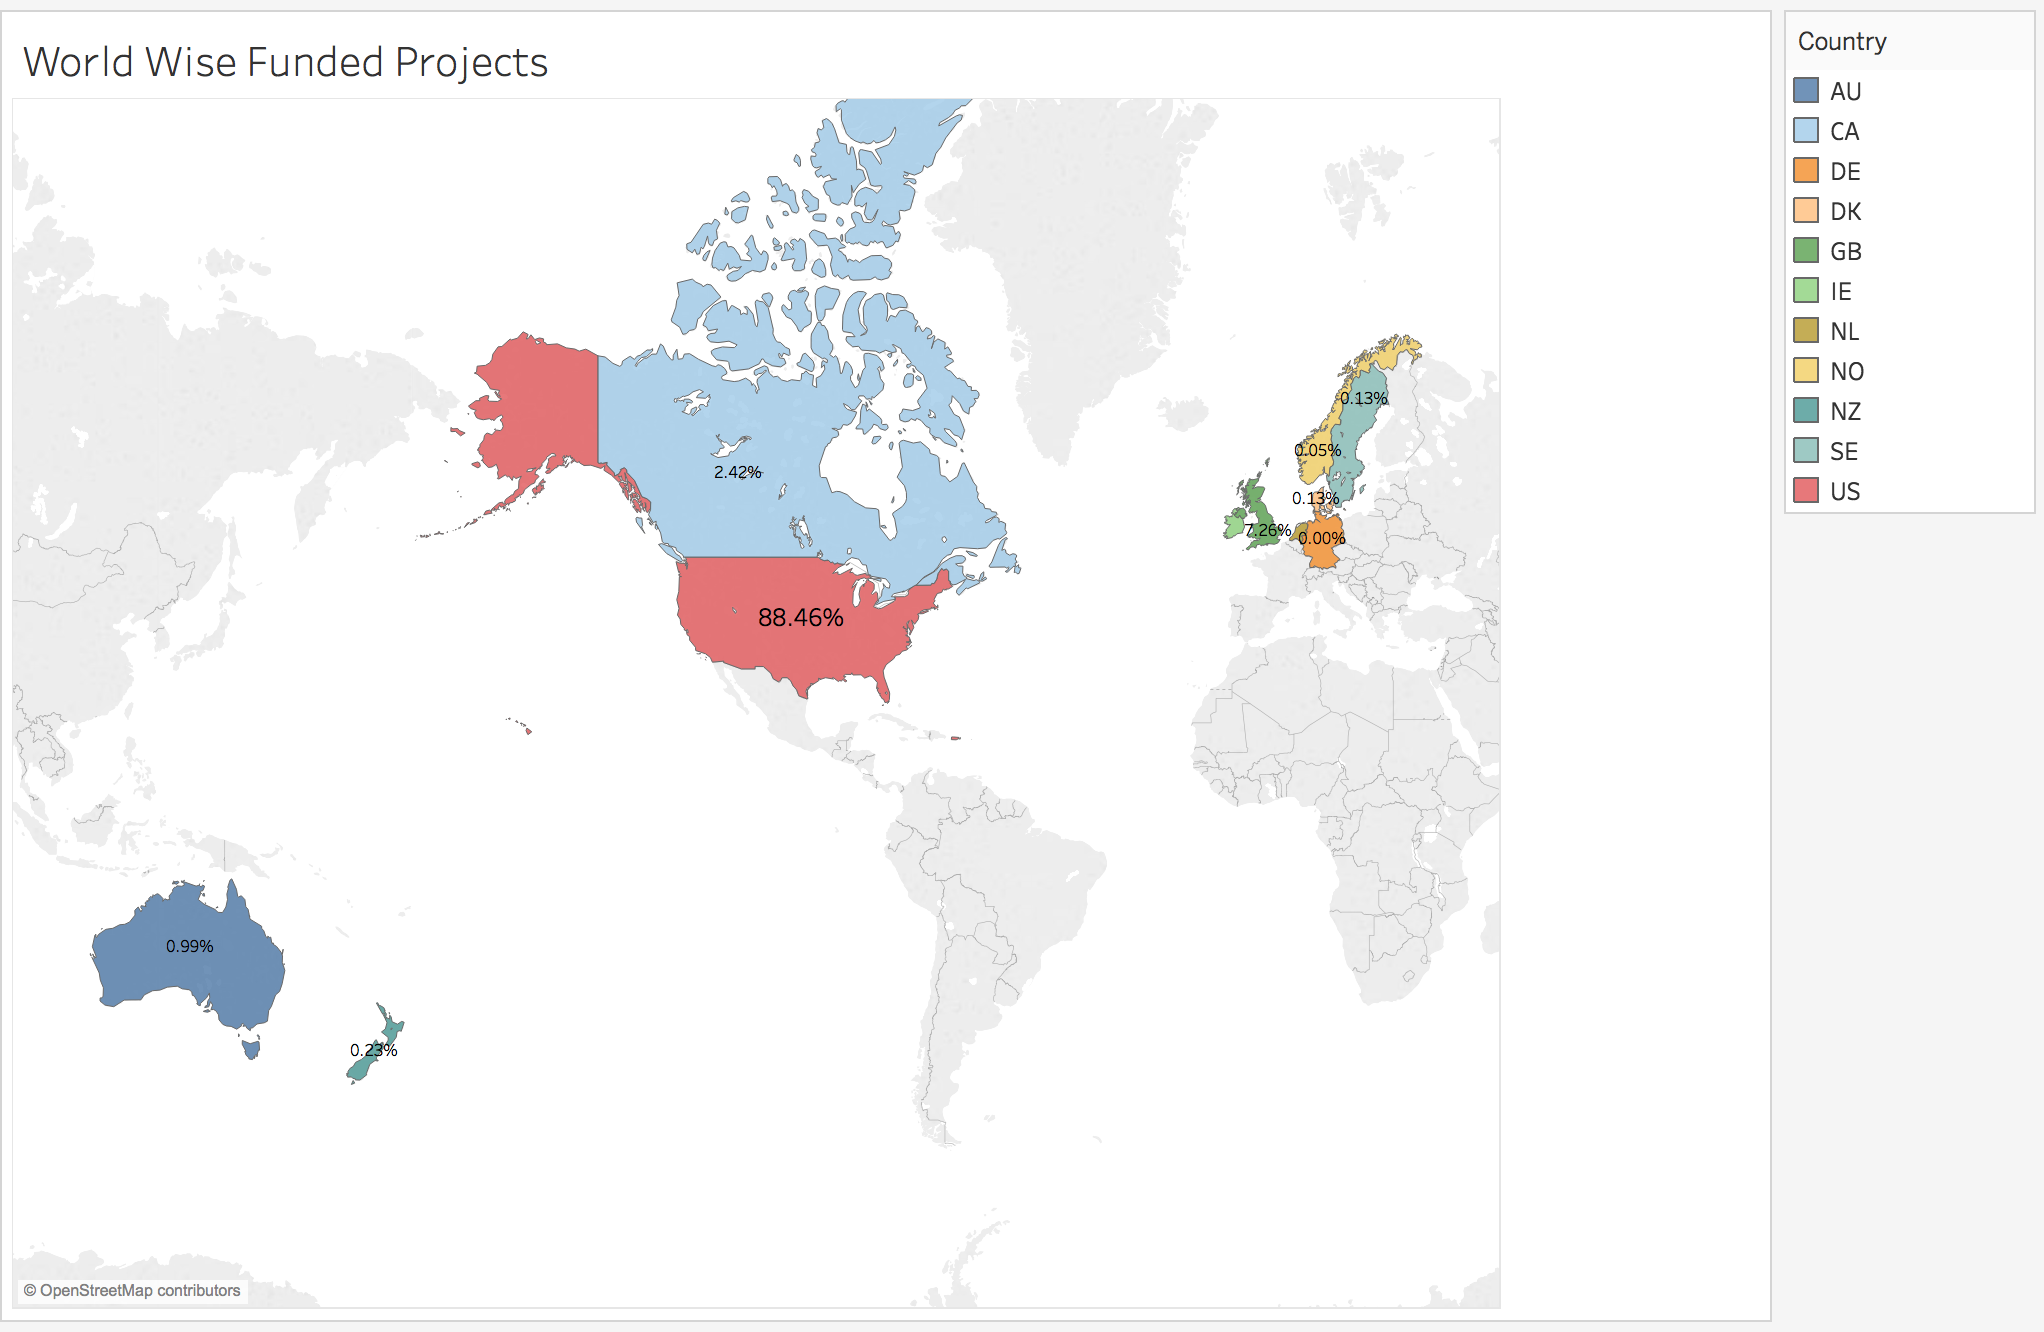 World Wise Funded Projects
Country
AU
CA
DE
DK
GB
IE
NL
NO
NZ
SE
US
0.13%
0.05%
2.42%
0.13%
7.26%
0.00%
88.46%
0.99%
0.23%
© OpenStreetMap contributors